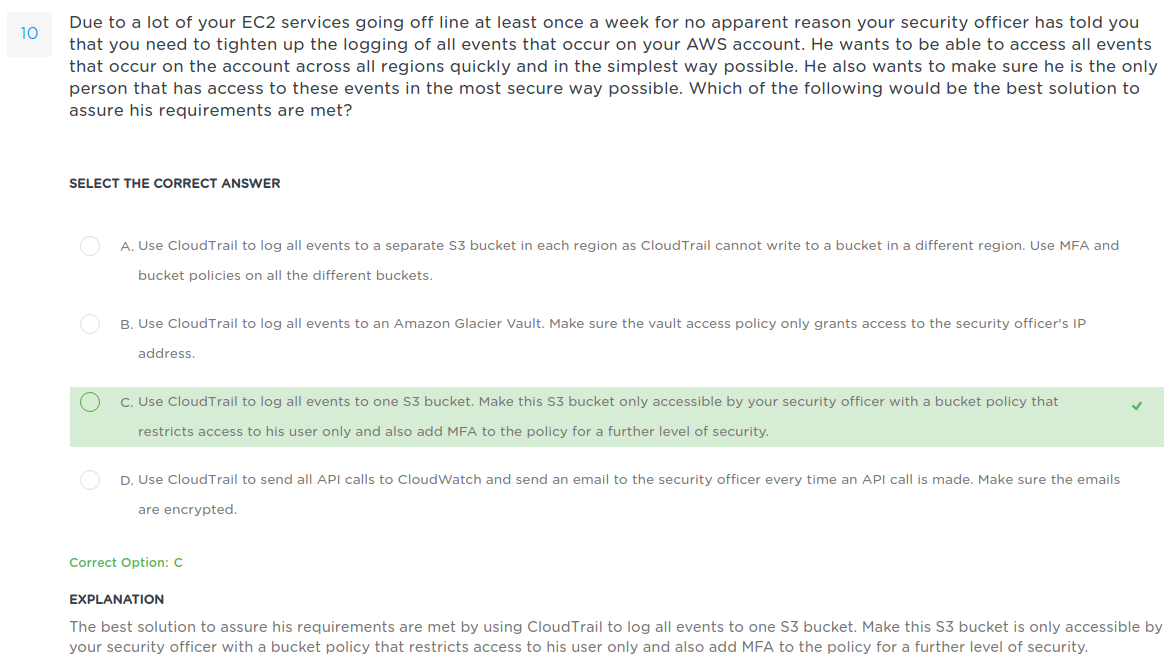 10
Due to a lot of your EC2 services going off line at least once a week for no apparent reason your security officer has told you
that you need to tighten up the logging of all events that occur on your AWS account. He wants to be able to access all events
that occur on the account across all regions quickly and in the simplest way possible. He also wants to make sure he is the only
person that has access to these events in the most secure way possible. Which of the following would be the best solution to
assure his requirements are met?
SELECT THE CORRECT ANSWER
A. Use CloudTrail to log all events to a separate S3 bucket in each region as CloudTrail cannot write to a bucket in a different region. Use MFA and
bucket policies on all the different buckets.
B. Use CloudTrail to log all events to an Amazon Glacier Vault. Make sure the vault access policy only grants access to the security officer's IP
address.
C. Use CloudTrail to log all events to one S3 bucket. Make this S3 bucket only accessible by your security officer with a bucket policy that
restricts access to his user only and also add MFA to the policy for a further level of security.
D. Use CloudTrail to send all API calls to CloudWatch and send an email to the security officer every time an API call is made. Make sure the emails
are encrypted.
Correct Option: C
EXPLANATION
The best solution to assure his requirements are met by using CloudTrail to log all events to one S3 bucket. Make this S3 bucket is only accessible by
your security officer with a bucket policy that restricts access to his user only and also add MFA to the policy for a further level of security.